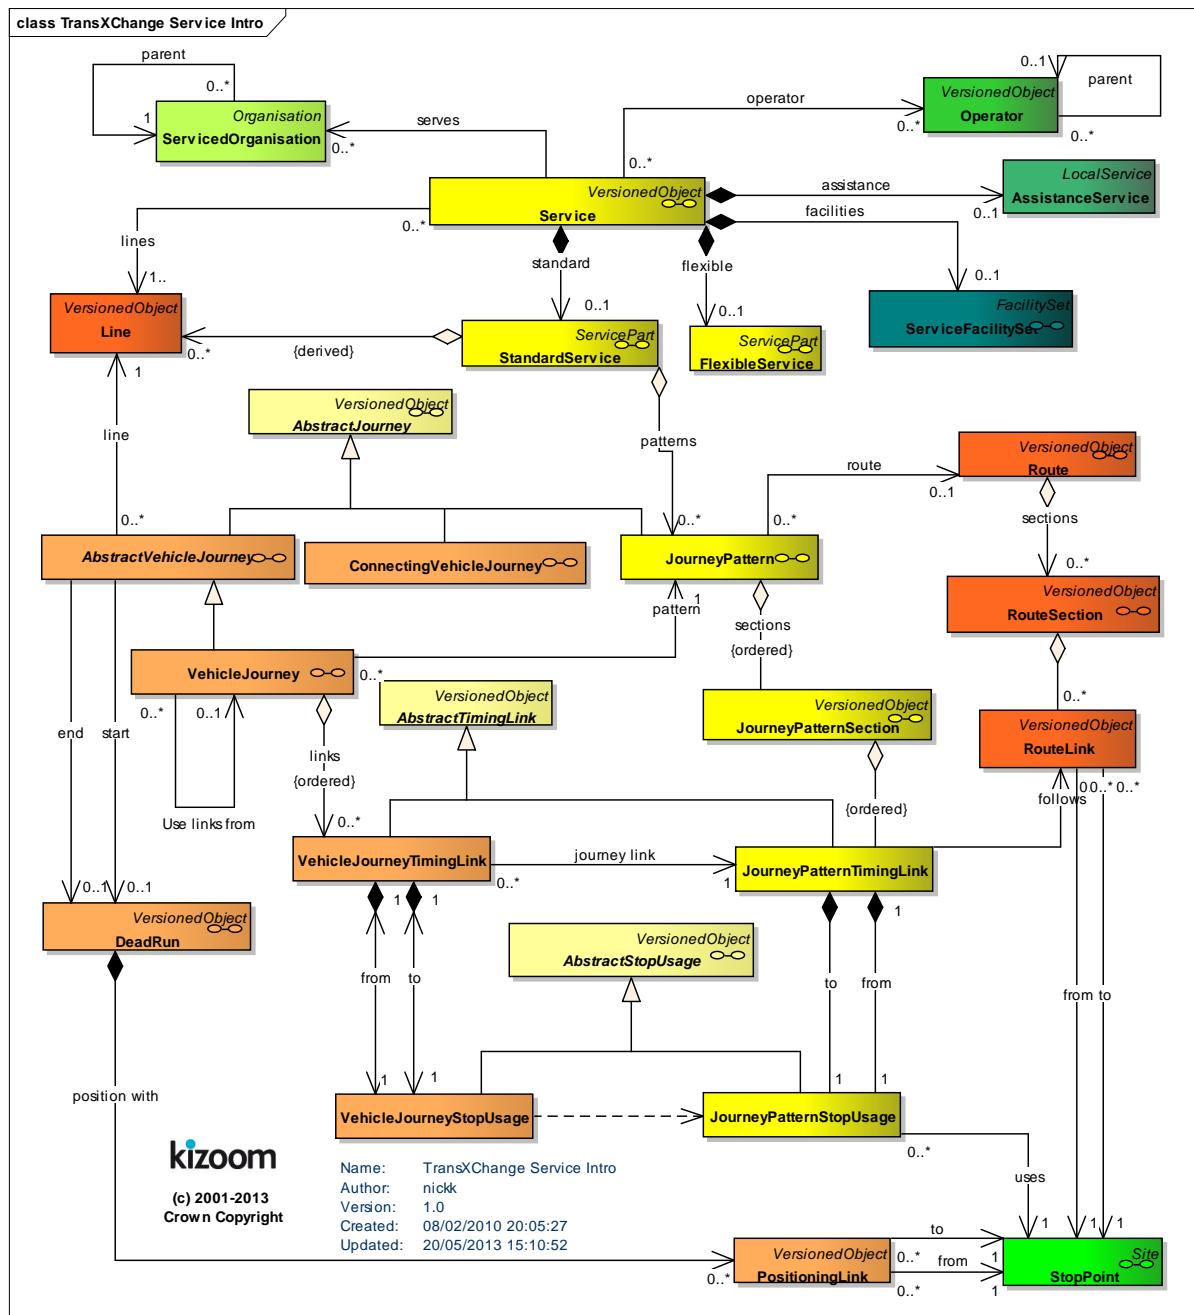 class TransXChange Service Intro
parent
0..*
1
Organisation
ServicedOrganisation
0..*
serves
operator
0..*
0..*
0..1
VersionedObject
Operator
parent
0..*
VersionedObject
Service
0..*
assistance
0..1
LocalService
AssistanceService
facilities
0..1
lines
1..
standard
0..1
flexible
0..1
FacilitySet
ServiceFacilitySet
VersionedObject
Line
0..*
{derived}
1
ServicePart
StandardService
ServicePart
FlexibleService
VersionedObject
AbstractJourney
line
patterns
route
0..1
VersionedObject
Route
sections
0..*
0..*
0..*
0..*
AbstractVehicleJourney
ConnectingVehicleJourney
JourneyPattern
VersionedObject
RouteSection
1
pattern
sections
{ordered}
VehicleJourney
0..*
0..*
0..1
0..*
VersionedObject
AbstractTimingLink
VersionedObject
JourneyPatternSection
VersionedObject
RouteLink
end
start
links
{ordered}
Use links from
0..*
{ordered}
follows
0..*
0..*
VehicleJourneyTimingLink
journey link
0..*
1
JourneyPatternTimingLink
0..1
0..1
1
1
1
VersionedObject
DeadRun
VersionedObject
AbstractStopUsage
from
to
to
from
from
to
1
1
1
1
position with
VehicleJourneyStopUsage
JourneyPatternStopUsage
0..*
uses
kizoom
(c) 2001-2013
Crown Copyright
Name: TransXChange Service Intro
Author: nickk
Version: 1.0
Created: 08/02/2010 20:05:27
Updated: 20/05/2013 15:10:52
1
1
1
to
0..*
1
from
0..*
1
0..*
VersionedObject
PositioningLink
Site
StopPoint